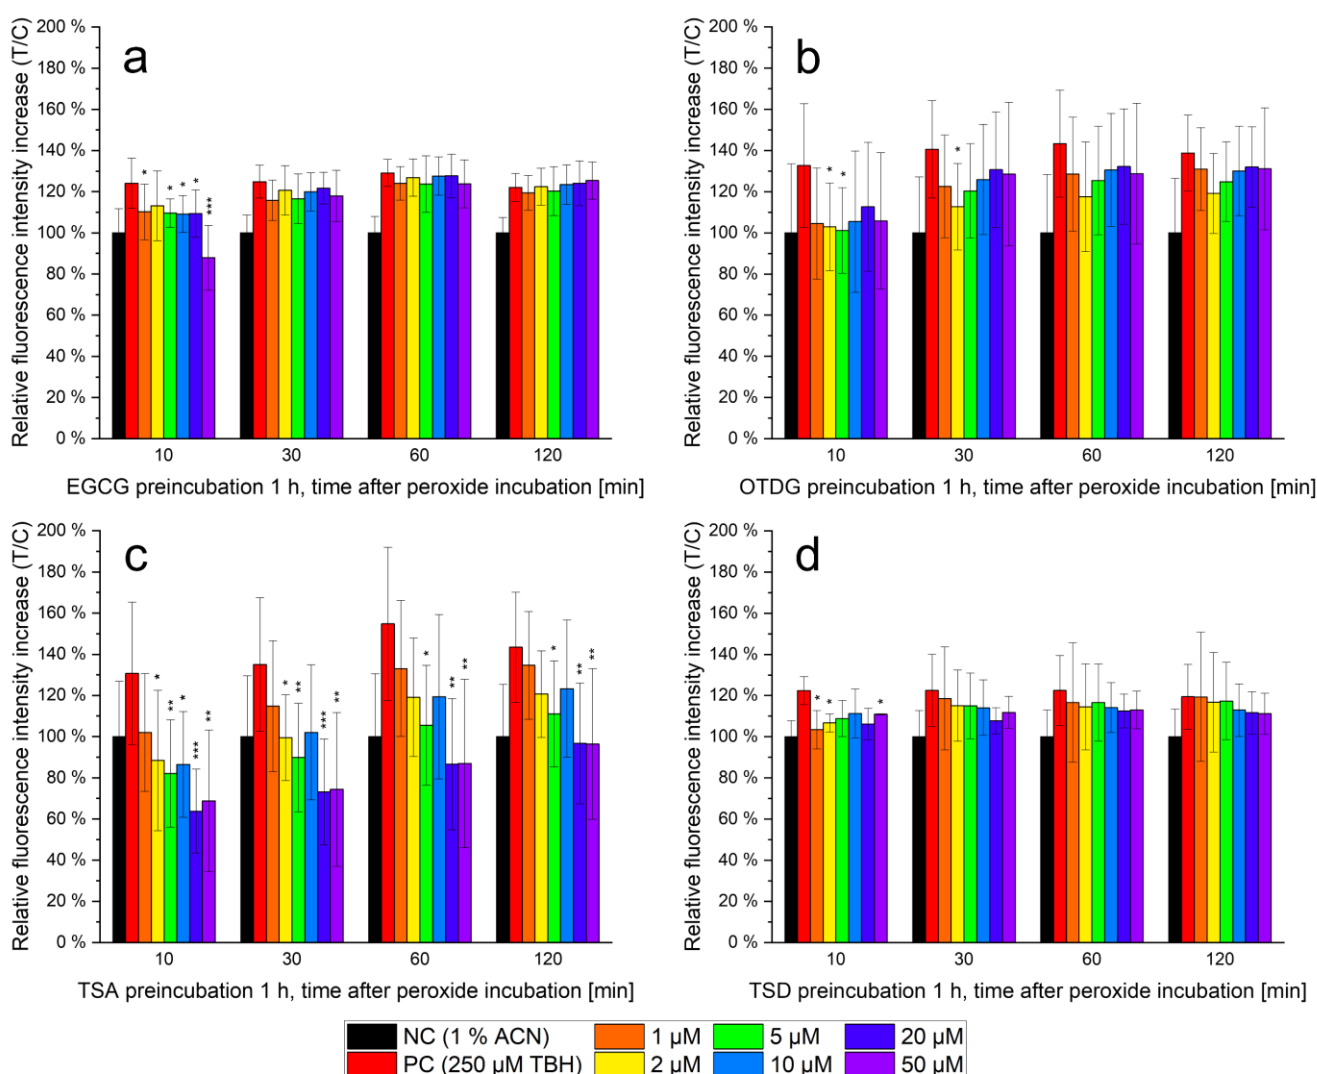 a
Relative fluorescence intensity increase (T/C)
200 %
180 %
160 %
140 %
120 %
100 %
80 %
60 %
40 %
20 %
0 %
* * * * ***
10 30 60 120
EGCG preincubation 1 h, time after peroxide incubation [min]
b
Relative fluorescence intensity increase (T/C)
200 %
180 %
160 %
140 %
120 %
100 %
80 %
60 %
40 %
20 %
0 %
* * *
10 30 60 120
OTDG preincubation 1 h, time after peroxide incubation [min]
c
Relative fluorescence intensity increase (T/C)
200 %
180 %
160 %
140 %
120 %
100 %
80 %
60 %
40 %
20 %
0 %
* ** * *** ** * ** *** ** * ** ** * ** **
10 30 60 120
TSA preincubation 1 h, time after peroxide incubation [min]
d
Relative fluorescence intensity increase (T/C)
200 %
180 %
160 %
140 %
120 %
100 %
80 %
60 %
40 %
20 %
0 %
* * *
10 30 60 120
TSD preincubation 1 h, time after peroxide incubation [min]
NC (1 % ACN) 1 µM 5 µM 20 µM
PC (250 µM TBH) 2 µM 10 µM 50 µM